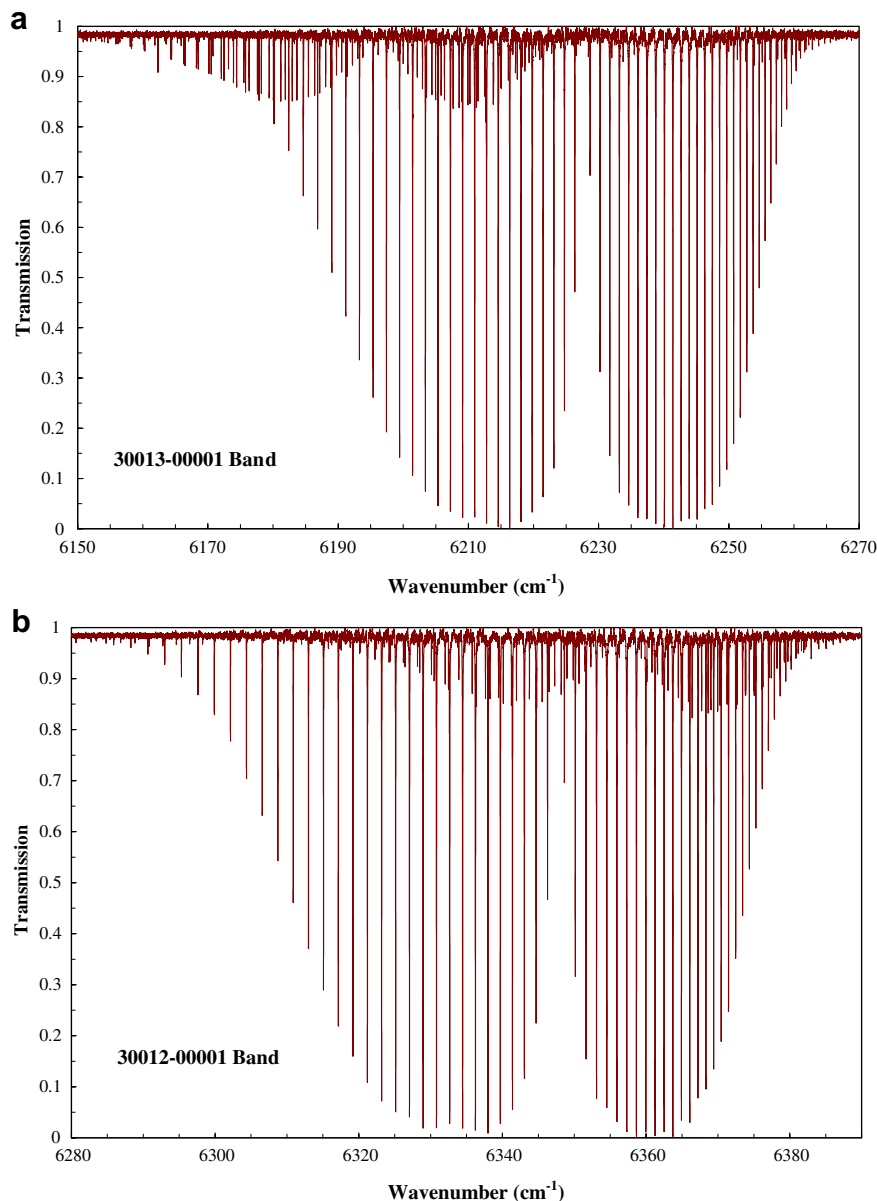 a
1
0.9
0.8
0.7
0.6
0.5
0.4
0.3
0.2
0.1
0
Transmission
30013-00001 Band
6150 6170 6190 6210 6230 6250 6270
Wavenumber (cm⁻¹)
b
1
0.9
0.8
0.7
0.6
0.5
0.4
0.3
0.2
0.1
0
Transmission
30012-00001 Band
6280 6300 6320 6340 6360 6380
Wavenumber (cm⁻¹)